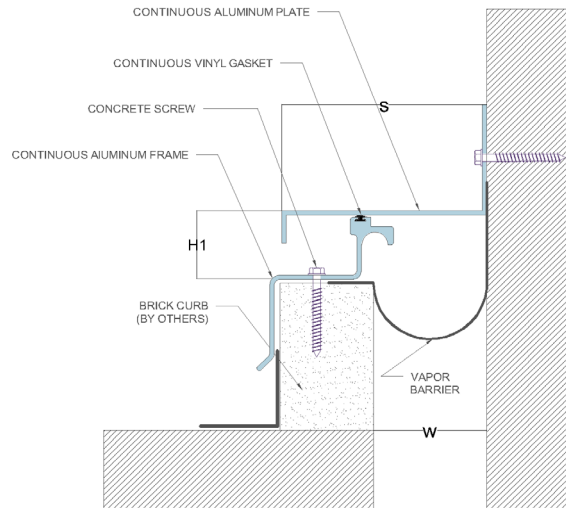 CONTINUOUS ALUMINUM PLATE
CONTINUOUS VINYL GASKET
CONCRETE SCREW
S
CONTINUOUS AlUMINUM FRAME
H1
BRICK CURB
(BY OTHERS)
VAPOR
BARRIER
W